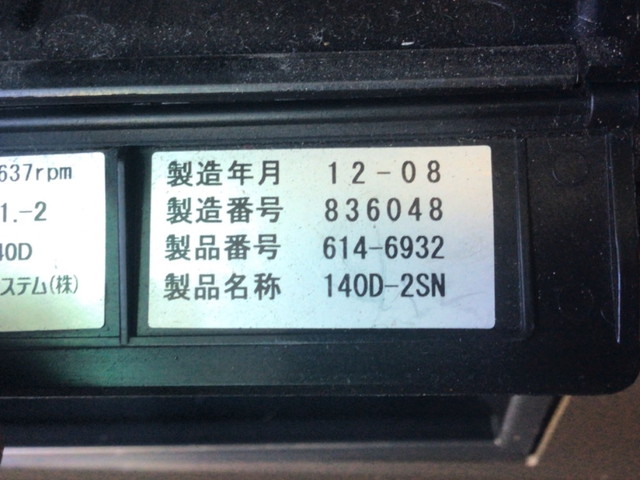 637rpm
1.-2
40D
ステム(株)
製造年月 12-08
製造番号 836048
製品番号 614-6932
製品名称 140D-2SN